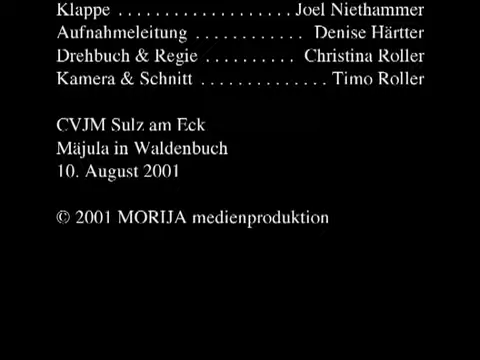 Klappe . . . . . . . . . . . . . . . . . . . Joel Niethammer
Aufnahmeleitung . . . . . . . . . . . . Denise Härtter
Drehbuch & Regie . . . . . . . . . . Christina Roller
Kamera & Schnitt . . . . . . . . . . . . . . Timo Roller
CVJM Sulz am Eck
Mäjula in Waldenbuch
10. August 2001
© 2001 MORIJA medienproduktion